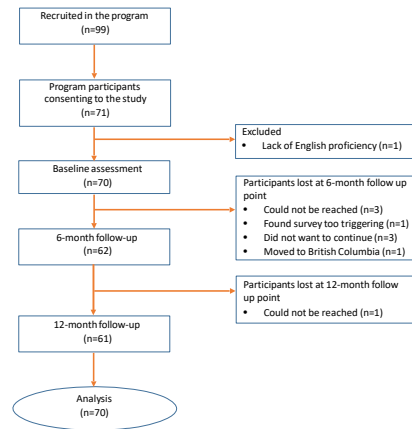 Recruited in the program
(n=99)
Program participants
consenting to the study
(n=71)
Excluded
• Lack of English proficiency (n=1)
Baseline assessment
(n=70)
Participants lost at 6-month follow up
point
• Could not be reached (n=3)
• Found survey too triggering (n=1)
• Did not want to continue (n=3)
• Moved to British Columbia (n=1)
6-month follow-up
(n=62)
Participants lost at 12-month follow
up point
• Could not be reached (n=1)
12-month follow-up
(n=61)
Analysis
(n=70)